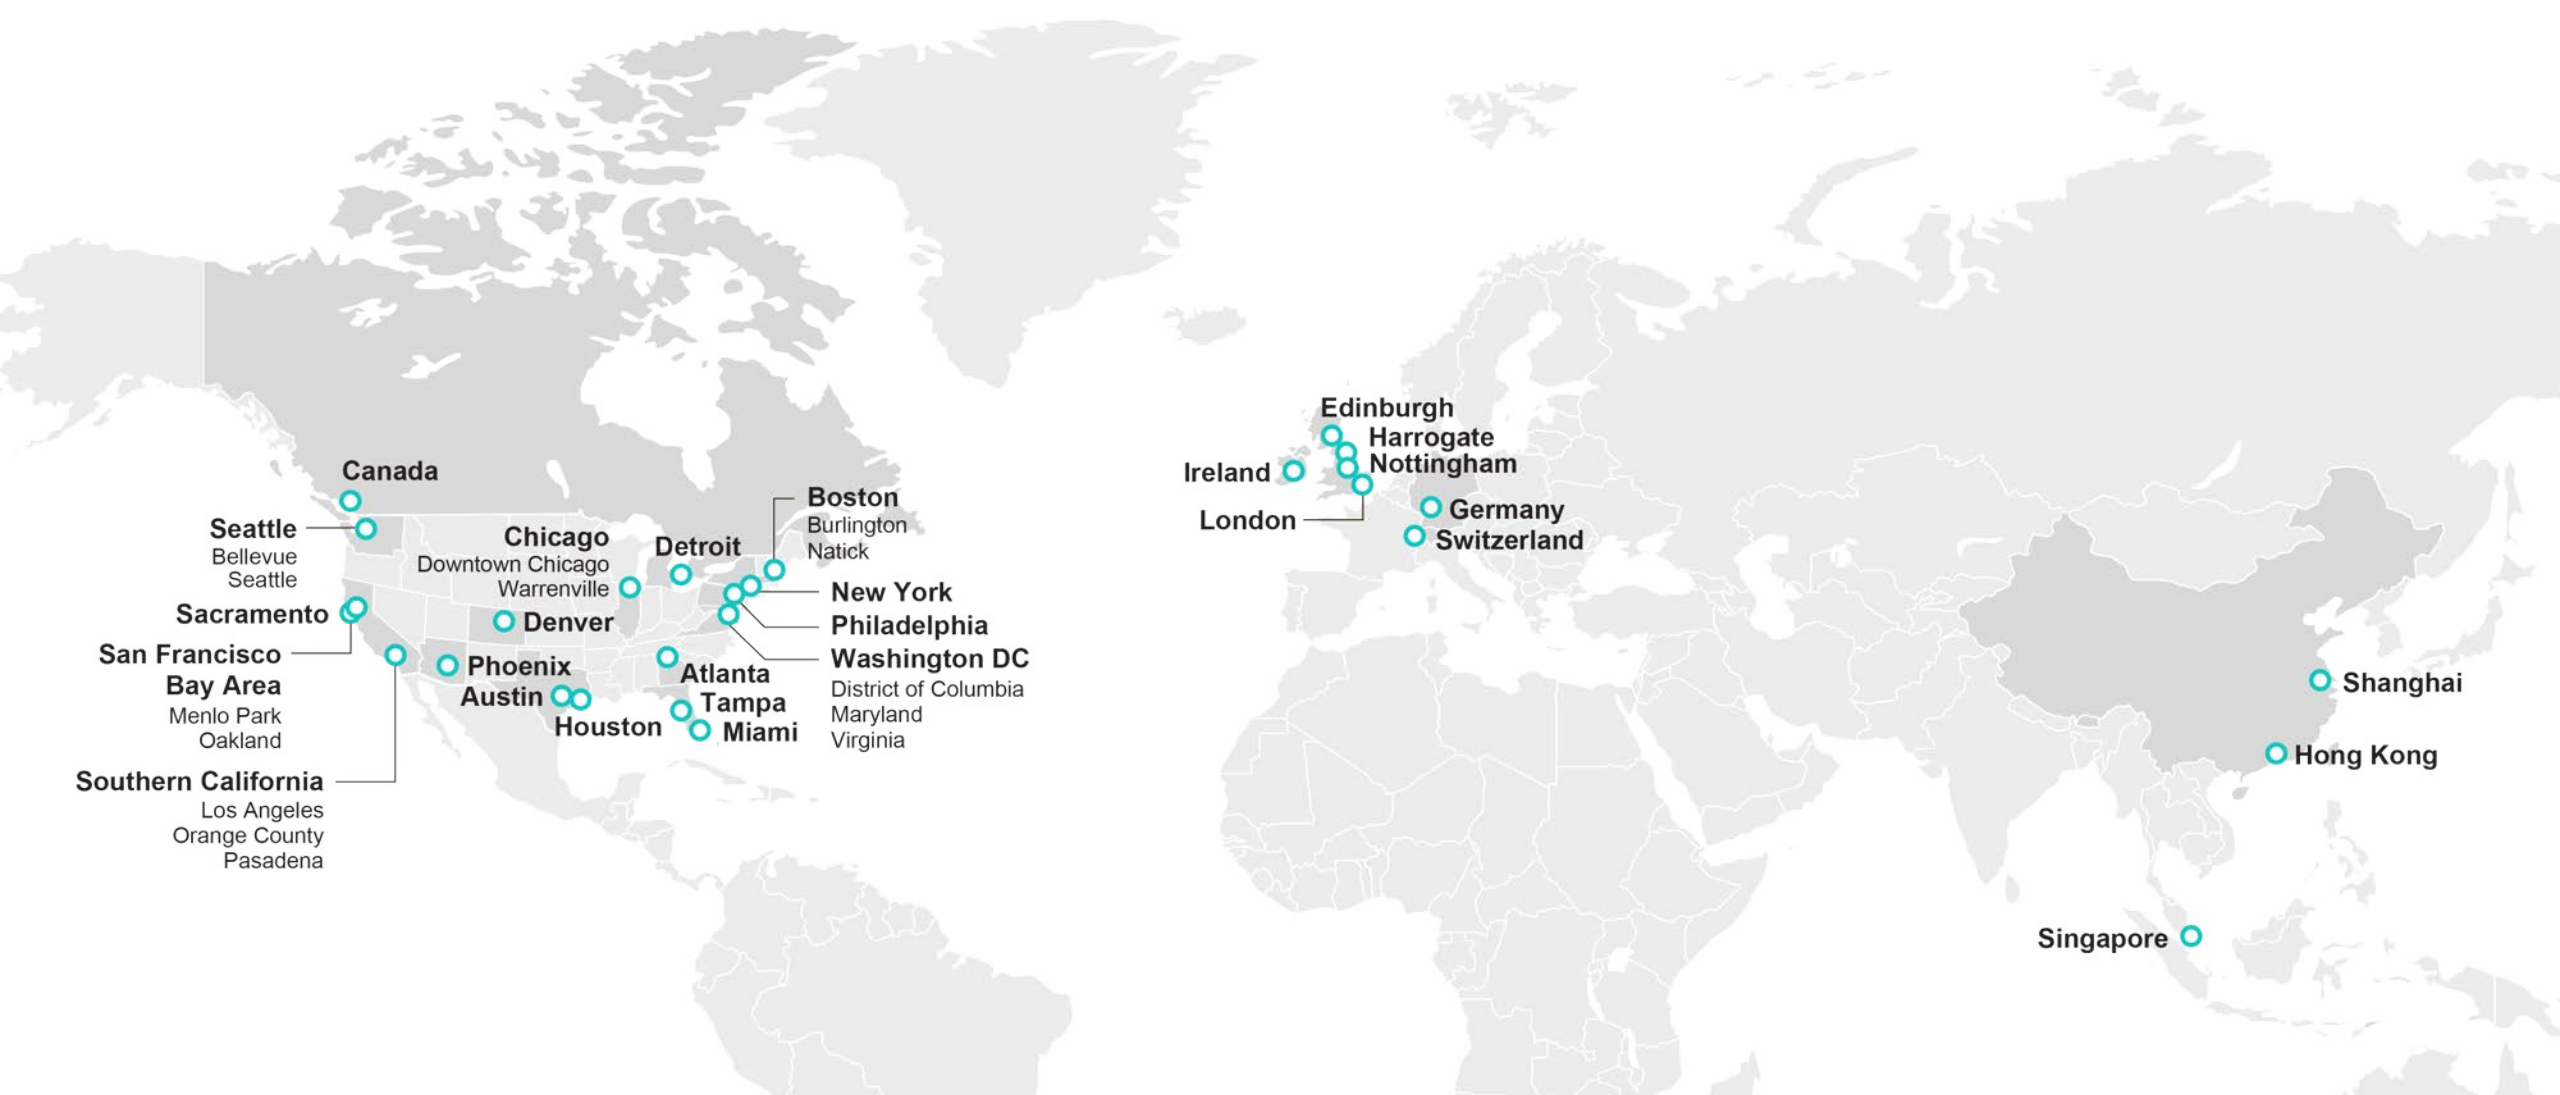 Canada
Seattle
Bellevue
Seattle
Sacramento
San Francisco
Bay Area
Menlo Park
Oakland
Southern California
Los Angeles
Orange County
Pasadena
Chicago
Downtown Chicago
Warrenville
Detroit
Denver
Phoenix
Austin
Houston
Atlanta
Tampa
Miami
Boston
Burlington
Natick
New York
Philadelphia
Washington DC
District of Columbia
Maryland
Virginia
Edinburgh
Harrogate
Nottingham
Ireland
London
Germany
Switzerland
Shanghai
Hong Kong
Singapore